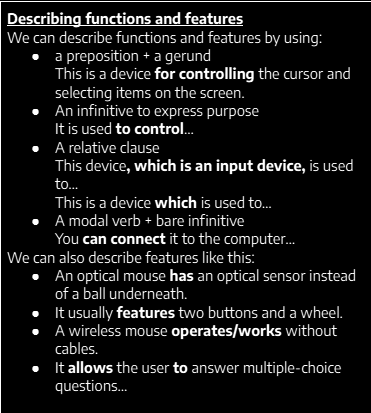 Describing functions and features
We can describe functions and features by using:
● a preposition + a gerund
This is a device for controlling the cursor and
selecting items on the screen.
● An infinitive to express purpose
It is used to control...
● A relative clause
This device, which is an input device, is used
to...
This is a device which is used to...
● A modal verb + bare infinitive
You can connect it to the computer...
We can also describe features like this:
● An optical mouse has an optical sensor instead
of a ball underneath.
● It usually features two buttons and a wheel.
● A wireless mouse operates/works without
cables.
● It allows the user to answer multiple-choice
questions...